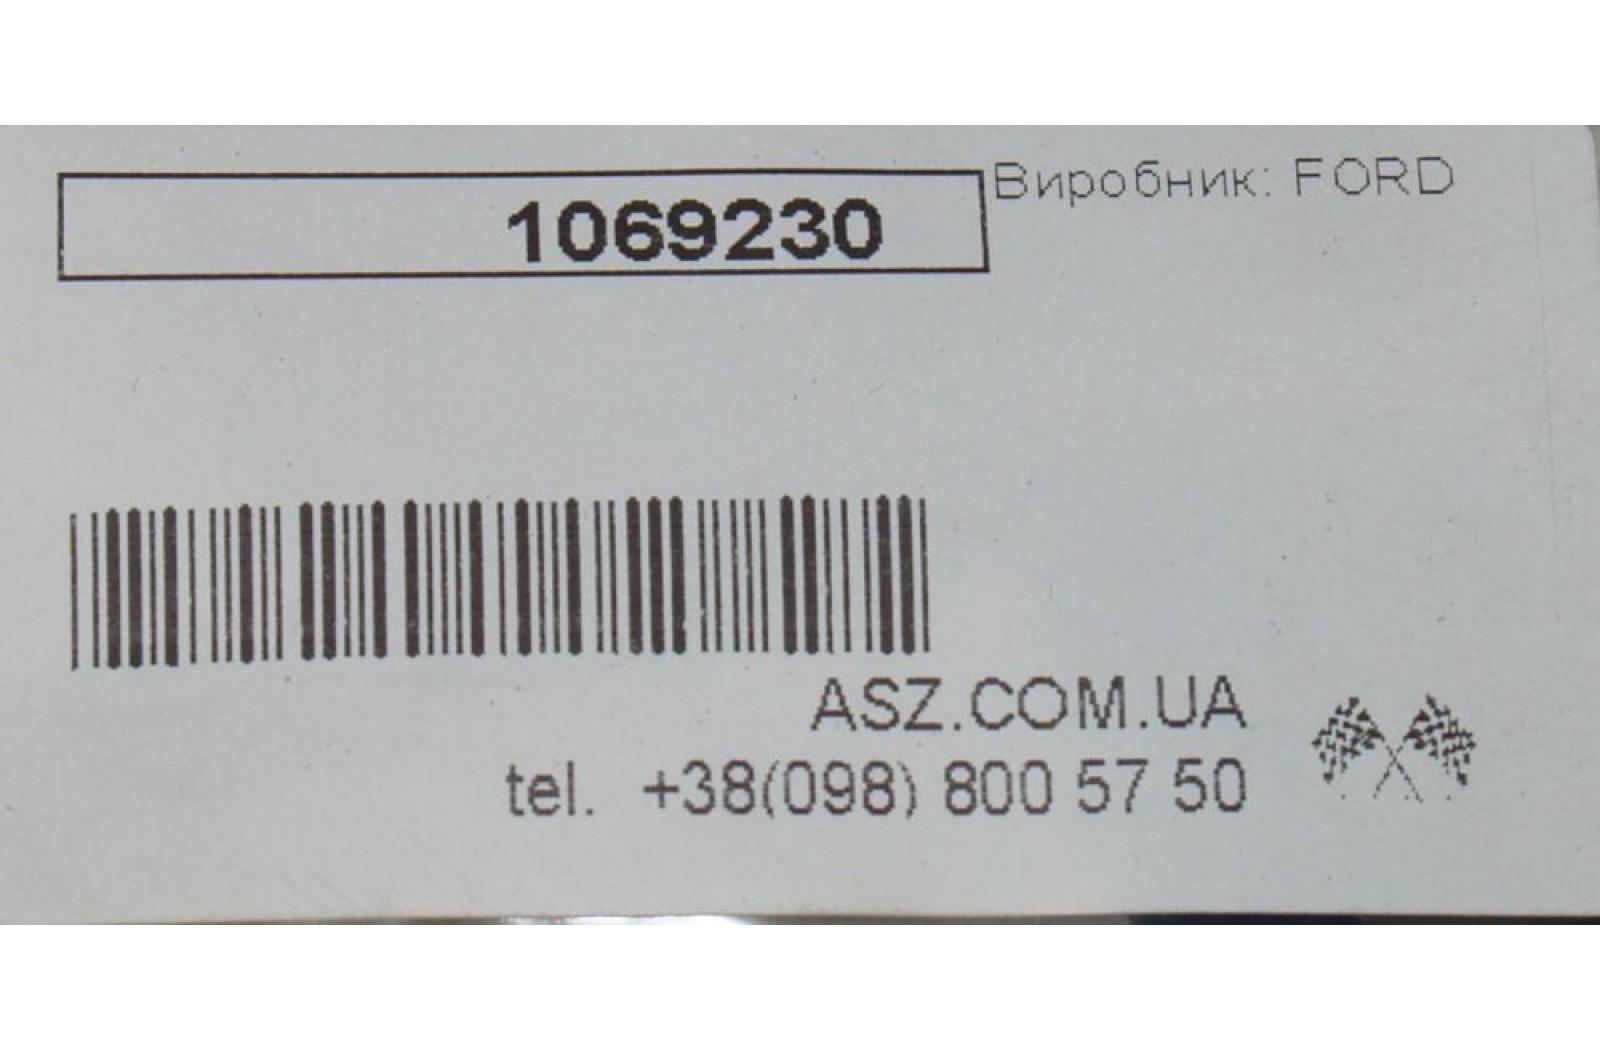 1069230
Виробник: FORD
ASZ.COM.UA
tel. +38(098) 800 57 50